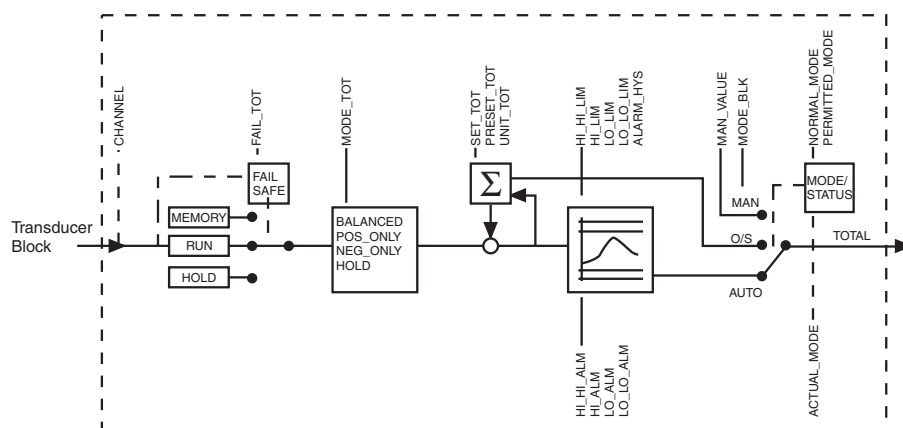 CHANNEL
FAIL_TOT
MODE_TOT
SET_TOT
PRESET_TOT
UNIT_TOT
HI_HI_LIM
HI_LIM
LO_LIM
LO_LO_LIM
ALARM_HYS
MAN_VALUE
MODE_BLK
NORMAL_MODE
PERMITTED_MODE
FAIL
SAFE
Σ
MODE/
STATUS
MEMORY
MAN
Transducer
Block
RUN
BALANCED
POS_ONLY
NEG_ONLY
HOLD
O/S
TOTAL
HOLD
AUTO
HI_HI_ALM
HI_ALM
LO_ALM
LO_LO_ALM
ACTUAL_MODE